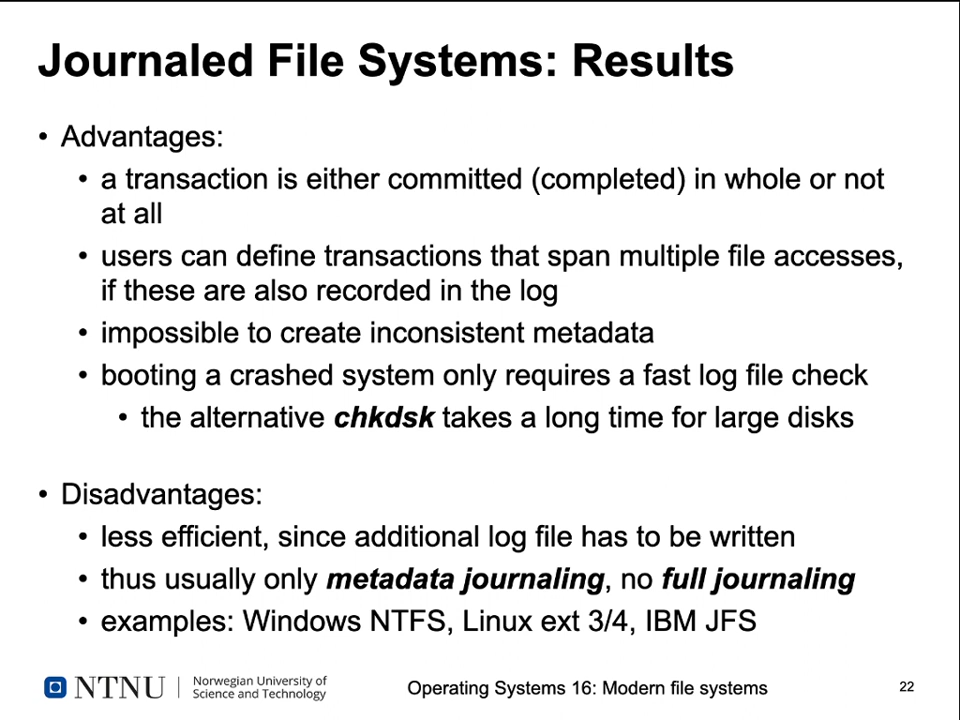 Journaled File Systems: Results
• Advantages:
• a transaction is either committed (completed) in whole or not
at all
• users can define transactions that span multiple file accesses,
if these are also recorded in the log
• impossible to create inconsistent metadata
• booting a crashed system only requires a fast log file check
• the alternative chkdsk takes a long time for large disks
• Disadvantages:
• less efficient, since additional log file has to be written
• thus usually only metadata journaling, no full journaling
• examples: Windows NTFS, Linux ext 3/4, IBM JFS
NTNU
Norwegian University of
Science and Technology
Operating Systems 16: Modern file systems
22